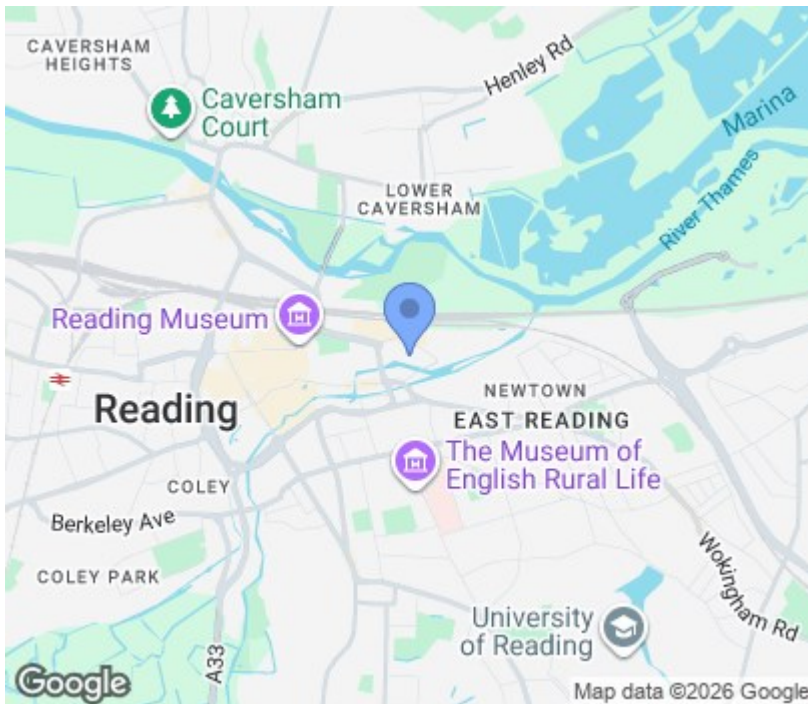 CAVERSHAM
HEIGHTS
Henley Rd
Caversham
Court
Marina
LOWER
CAVERSHAM
River Thames
Reading Museum
Reading
NEWTOWN
EAST READING
The Museum of
English Rural Life
COLEY
Berkeley Ave
COLEY PARK
Wokingham Rd
University
of Reading
A33
Google
Map data ©2026 Google